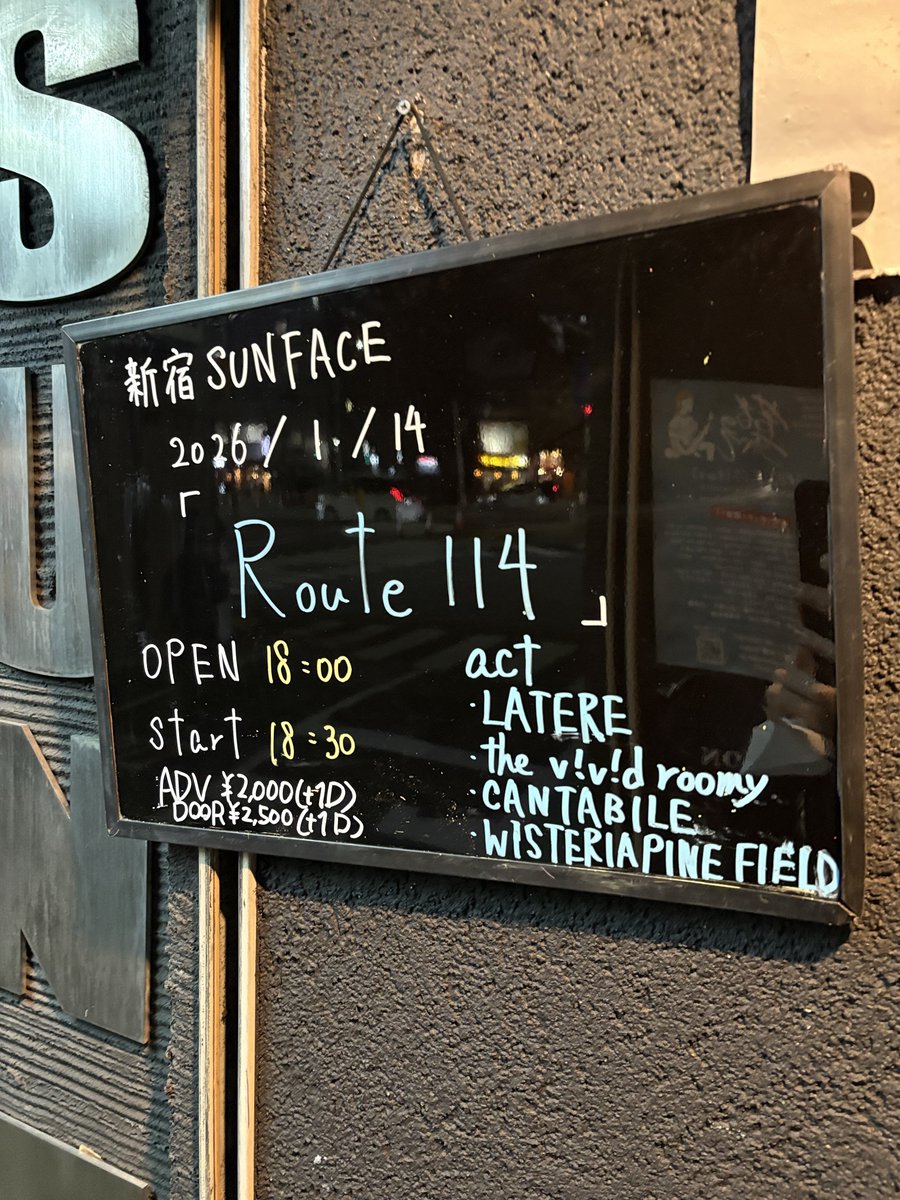 SUN
新宿 SUNFACE
2026/1./14
「
Route 114
」
OPEN 18:00
start 18:30
ADV ¥2,000(+1D)
DOOR ¥2,500(+1D)
act
・LATERE
・the v!v!d roomy
・CANTABILE
・WISTERIAPINE FIELD